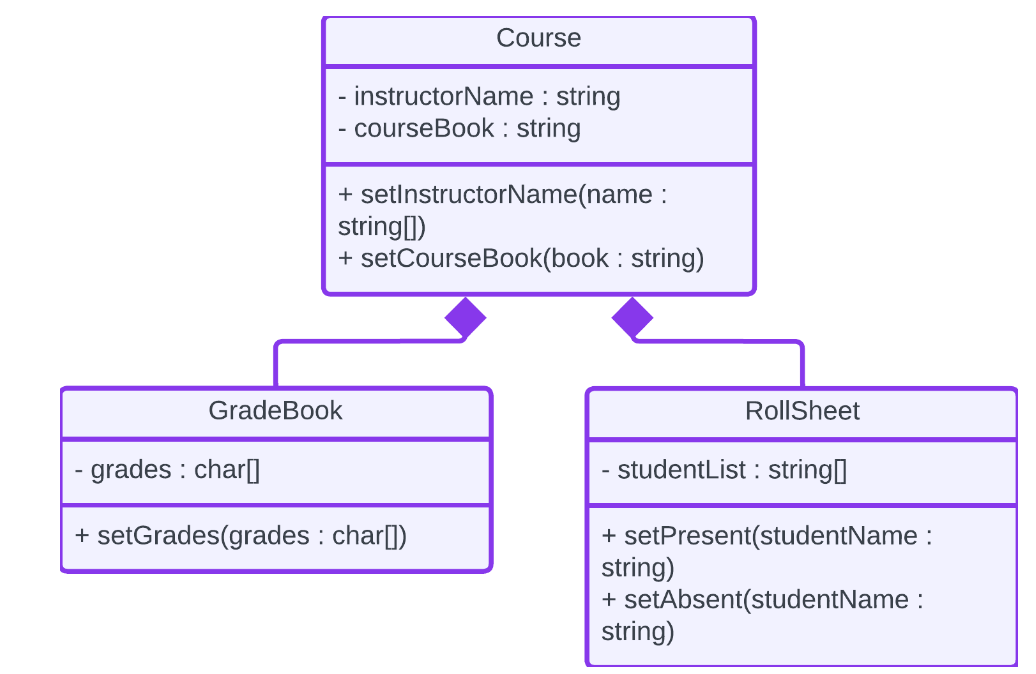 Course
- instructorName : string
- courseBook : string
+ setInstructorName(name :
string[])
+ setCourseBook(book : string)
GradeBook
- grades : char[]
+ setGrades(grades : char[])
RollSheet
- studentList : string[]
+ setPresent(studentName :
string)
+ setAbsent(studentName :
string)